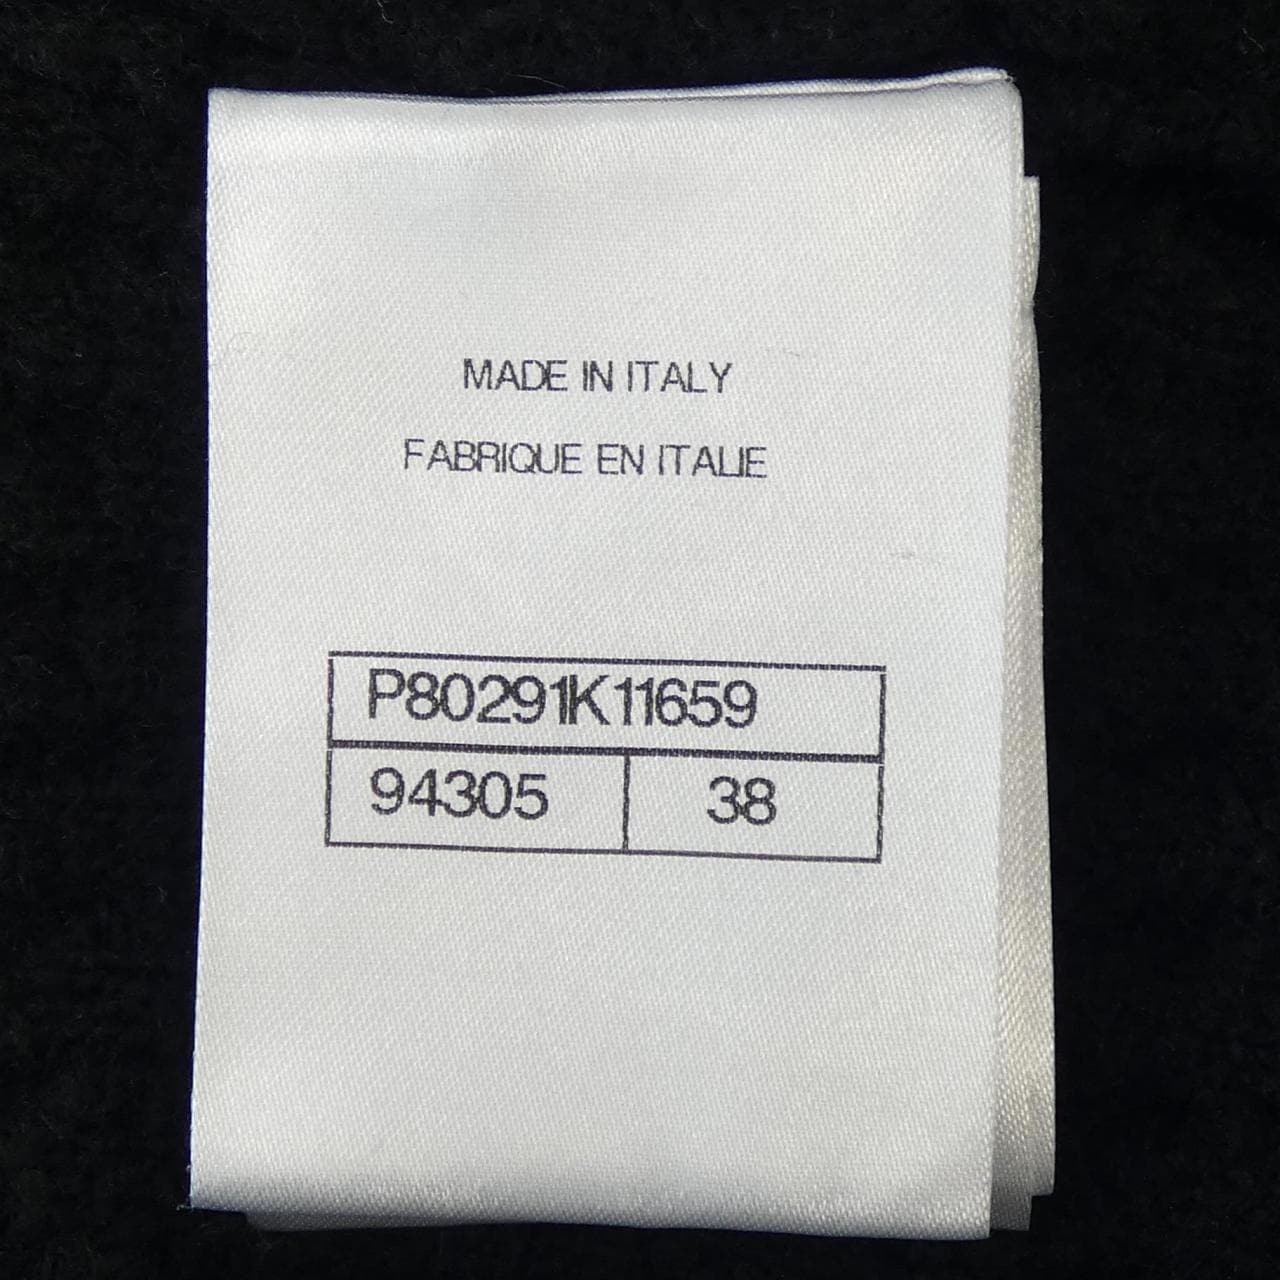 MADE IN ITALY
FABRIQUE EN ITALIE
P80291K11659
94305 38